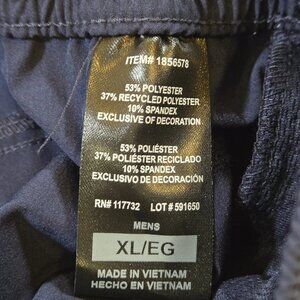 ITEM# 1856578
53% POLYESTER
37% RECYCLED POLYESTER
10% SPANDEX
EXCLUSIVE OF DECORATION
53% POLIÉSTER
37% POLIÉSTER RECICLADO
10% SPANDEX
EXCLUSIVO DE DECORACIÓN
RN# 117732 LOT # 591650
MENS
XL/EG
MADE IN VIETNAM
HECHO EN VIETNAM